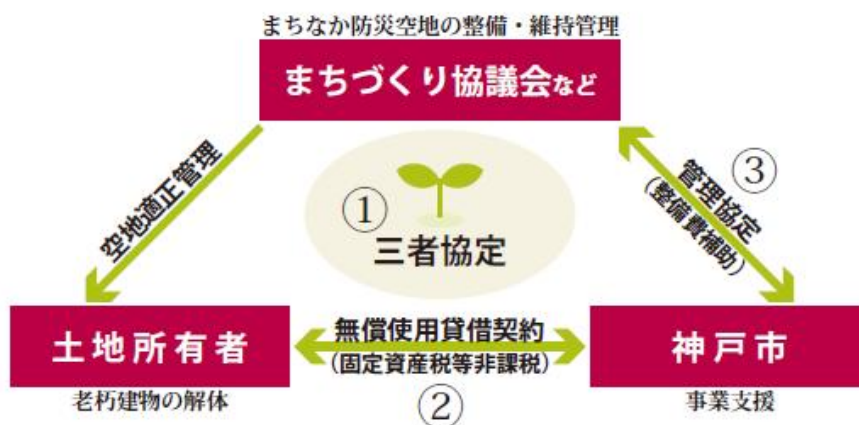 まちなか防災空地の整備・維持管理
まちづくり協議会など
空地適正管理
①
三者協定
③
管理協定
(整備費補助)
土地所有者
老朽建物の解体
無償使用貸借契約
(固定資産税等非課税)
②
神戸市
事業支援